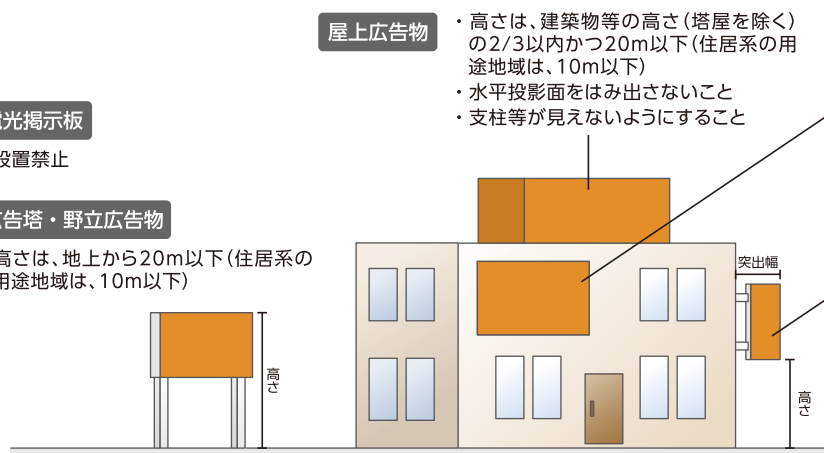 屋上広告物
・高さは、建築物等の高さ(塔屋を除く)
の2/3以内かつ20m以下(住居系の用
途地域は、10m以下)
・水平投影面をはみ出さないこと
・支柱等が見えないようにすること
光掲示板
設置禁止
広告塔・野立広告物
高さは、地上から20m以下(住居系の
用途地域は、10m以下)
突出幅
高さ
高さ